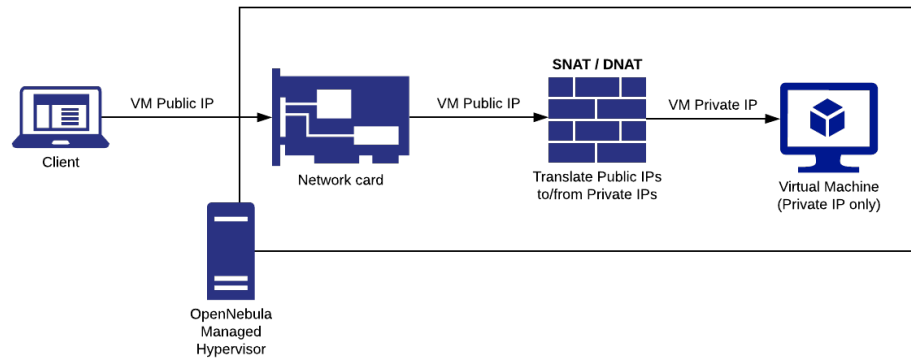 SNAT / DNAT
VM Public IP
VM Public IP
VM Private IP
Client
Network card
Translate Public IPs
to/from Private IPs
Virtual Machine
(Private IP only)
OpenNebula
Managed
Hypervisor